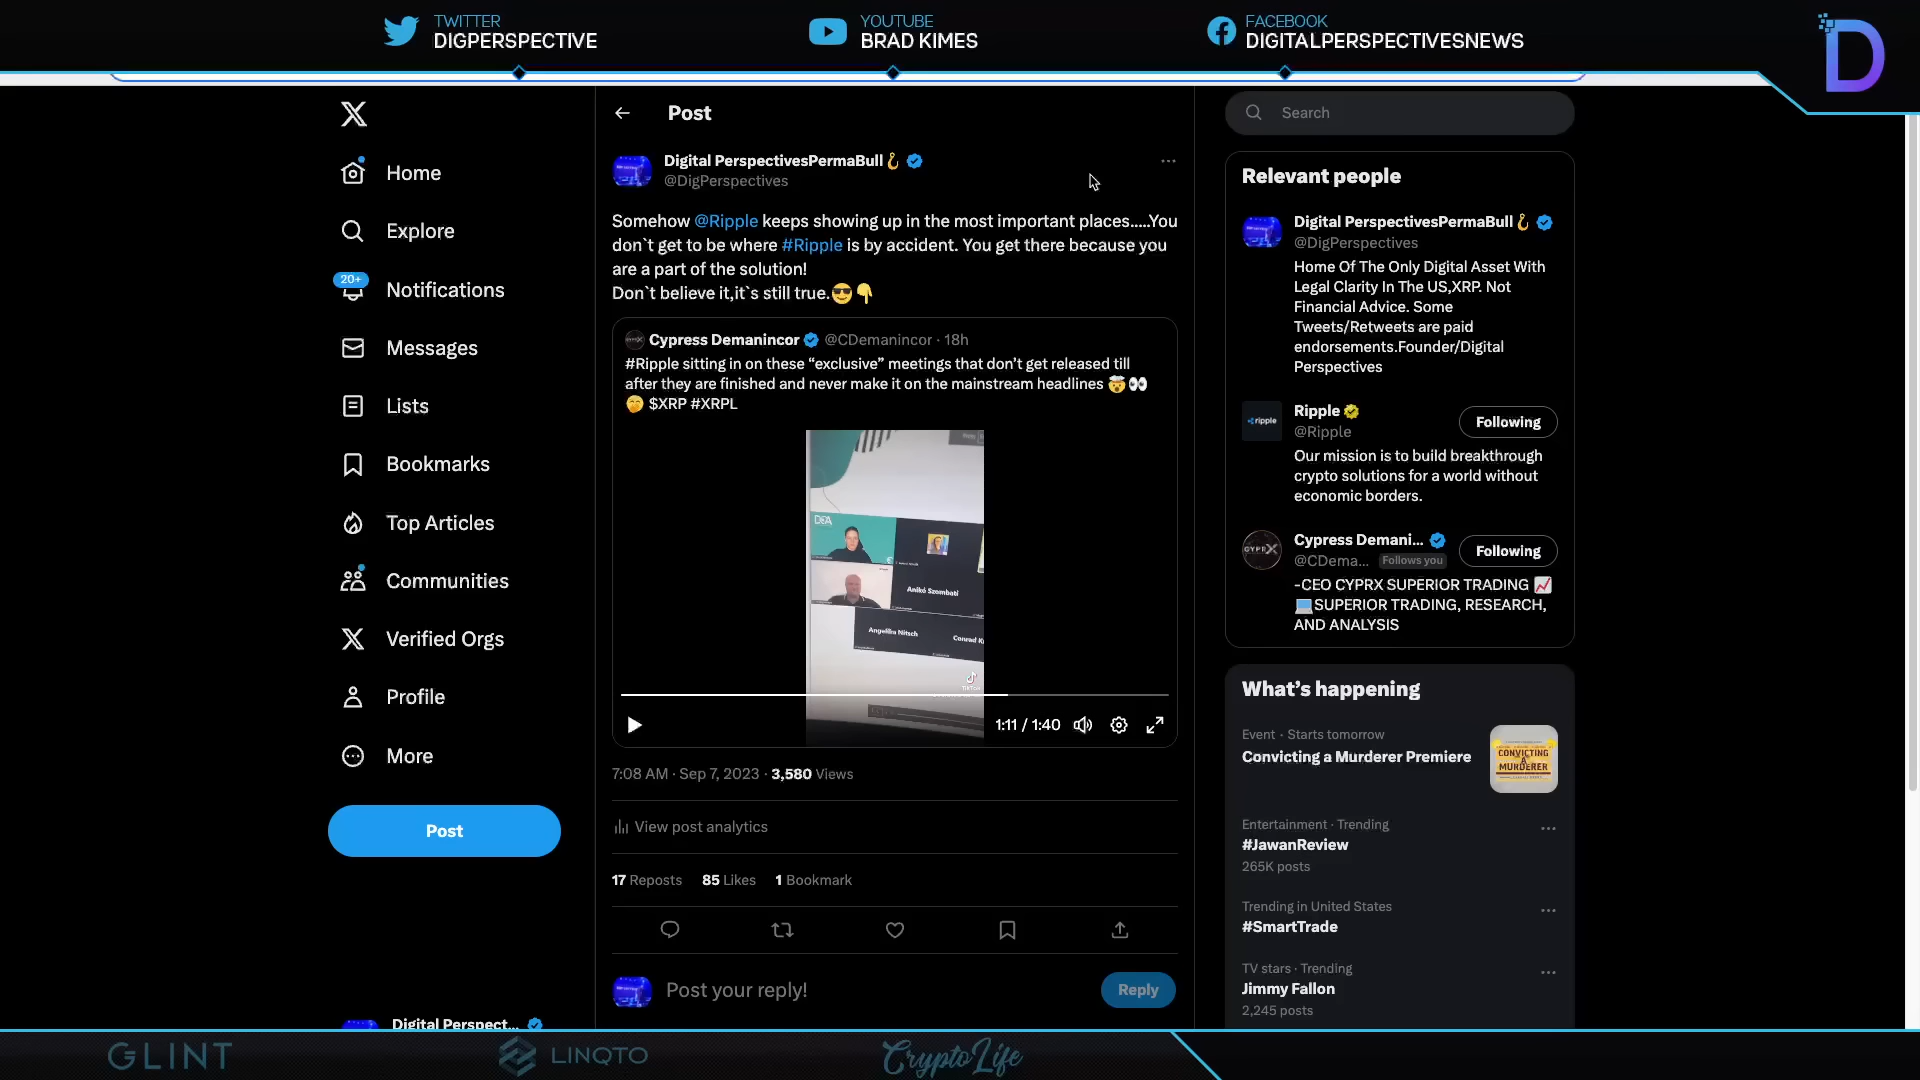 TWITTER
DIGPERSPECTIVE
YOUTUBE
BRAD KIMES
FACEBOOK
DIGITALPERSPECTIVESNEWS
D
Home
Explore
20+
Notifications
Messages
Lists
Bookmarks
Top Articles
Communities
Verified Orgs
Profile
More
Post
Digital Perspect...
Post
Digital PerspectivesPermaBull
@DigPerspectives
Somehow @Ripple keeps showing up in the most important places.....You
don`t get to be where #Ripple is by accident. You get there because you
are a part of the solution!
Don`t believe it,it`s still true.😎👇
Cypress Demanincor @CDemanincor · 18h
#Ripple sitting in on these “exclusive” meetings that don’t get released till
after they are finished and never make it on the mainstream headlines 🤯👀
🤭 $XRP #XRPL
Anikó Szombati
Angelika Nitsch
TikTok
1:11 / 1:40
7:08 AM · Sep 7, 2023 · 3,580 Views
View post analytics
17 Reposts 85 Likes 1 Bookmark
Post your reply!
Reply
Search
Relevant people
Digital PerspectivesPermaBull
@DigPerspectives
Home Of The Only Digital Asset With
Legal Clarity In The US,XRP. Not
Financial Advice. Some
Tweets/Retweets are paid
endorsements.Founder/Digital
Perspectives
ripple
Ripple
@Ripple
Following
Our mission is to build breakthrough
crypto solutions for a world without
economic borders.
CYPRX
Cypress Demani...
@CDema... Follows you
Following
-CEO CYPRX SUPERIOR TRADING 📈
💻SUPERIOR TRADING, RESEARCH,
AND ANALYSIS
What’s happening
Event · Starts tomorrow
Convicting a Murderer Premiere
CONVICTING
A
MURDERER
Entertainment · Trending
#JawanReview
265K posts
Trending in United States
#SmartTrade
TV stars · Trending
Jimmy Fallon
2,245 posts
GLINT
LINQTO
CryptoLife